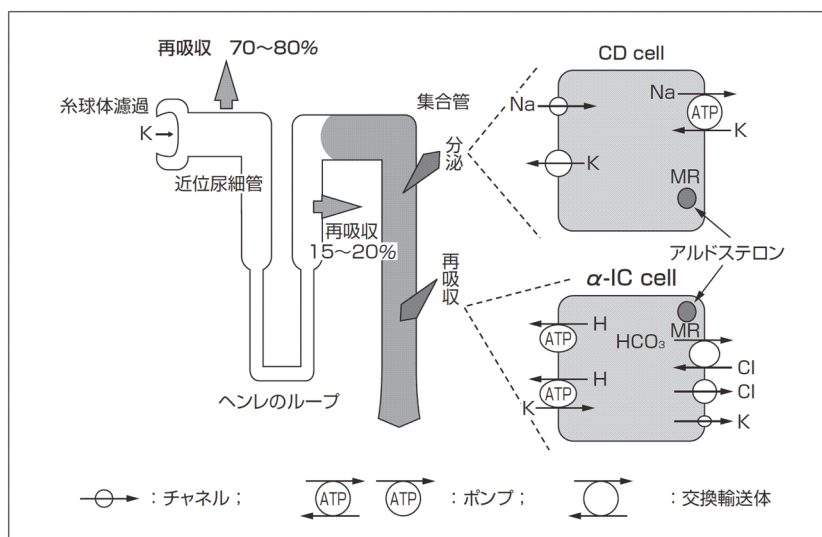 再吸収 70～80%
糸球体濾過
K
近位尿細管
再吸収
15～20%
ヘンレのループ
集合管
分泌
再吸収
CD cell
Na
Na
ATP
K
K
MR
アルドステロン
α-IC cell
H
ATP
HCO₃
MR
Cl
H
ATP
Cl
K
K
：チャネル；
ATP
ATP
：ポンプ；
：交換輸送体